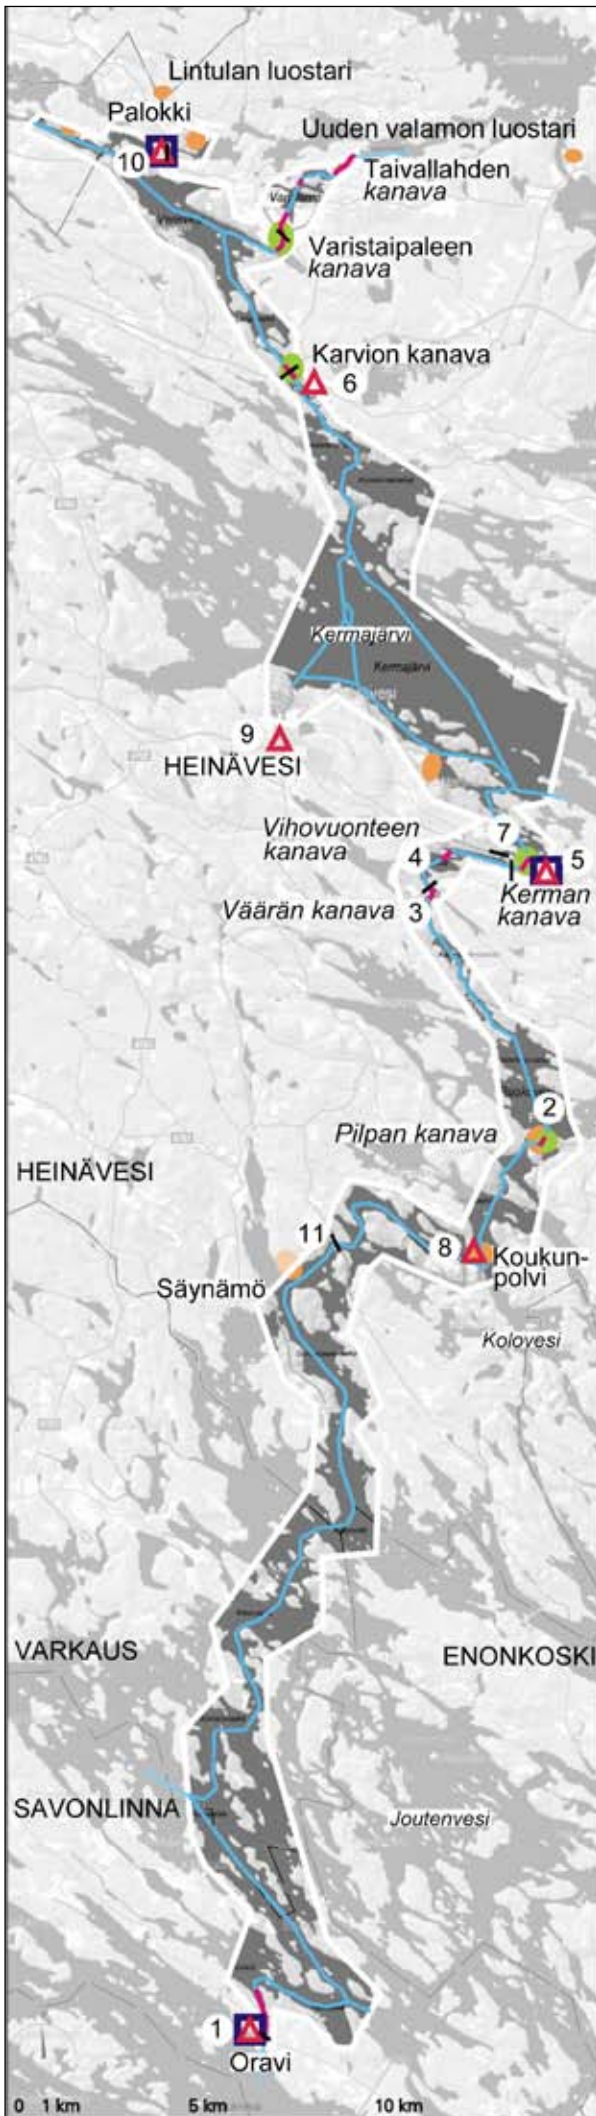 Lintulan luostari
Palokki
10
Uuden valamon luostari
Taivallahden
kanava
Varistaipaleen
kanava
Karvion kanava
6
Kermajärvi
Kermajärvi
9
HEINÄVESI
Vihovuonteen
kanava
7
4
5
Kerman
kanava
Väärän kanava
3
2
Pilpan kanava
HEINÄVESI
11
8
Koukun-
polvi
Säynämö
Kolovesi
VARKAUS
ENONKOSKI
SAVONLINNA
Joutenvesi
1
Oravi
0 1 km 5 km 10 km